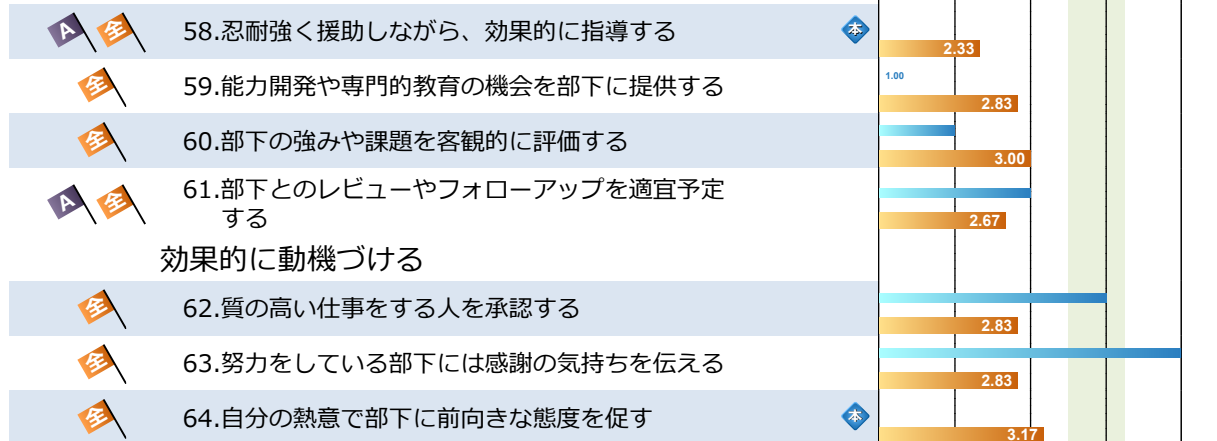 A 全 58.忍耐強く援助しながら、効果的に指導する 本
2.33
全 59.能力開発や専門的教育の機会を部下に提供する 1.00
2.83
全 60.部下の強みや課題を客観的に評価する
3.00
A 全 61.部下とのレビューやフォローアップを適宜予定
する 2.67
効果的に動機づける
全 62.質の高い仕事をする人を承認する
2.83
全 63.努力をしている部下には感謝の気持ちを伝える
2.83
全 64.自分の熱意で部下に前向きな態度を促す 本
3.17